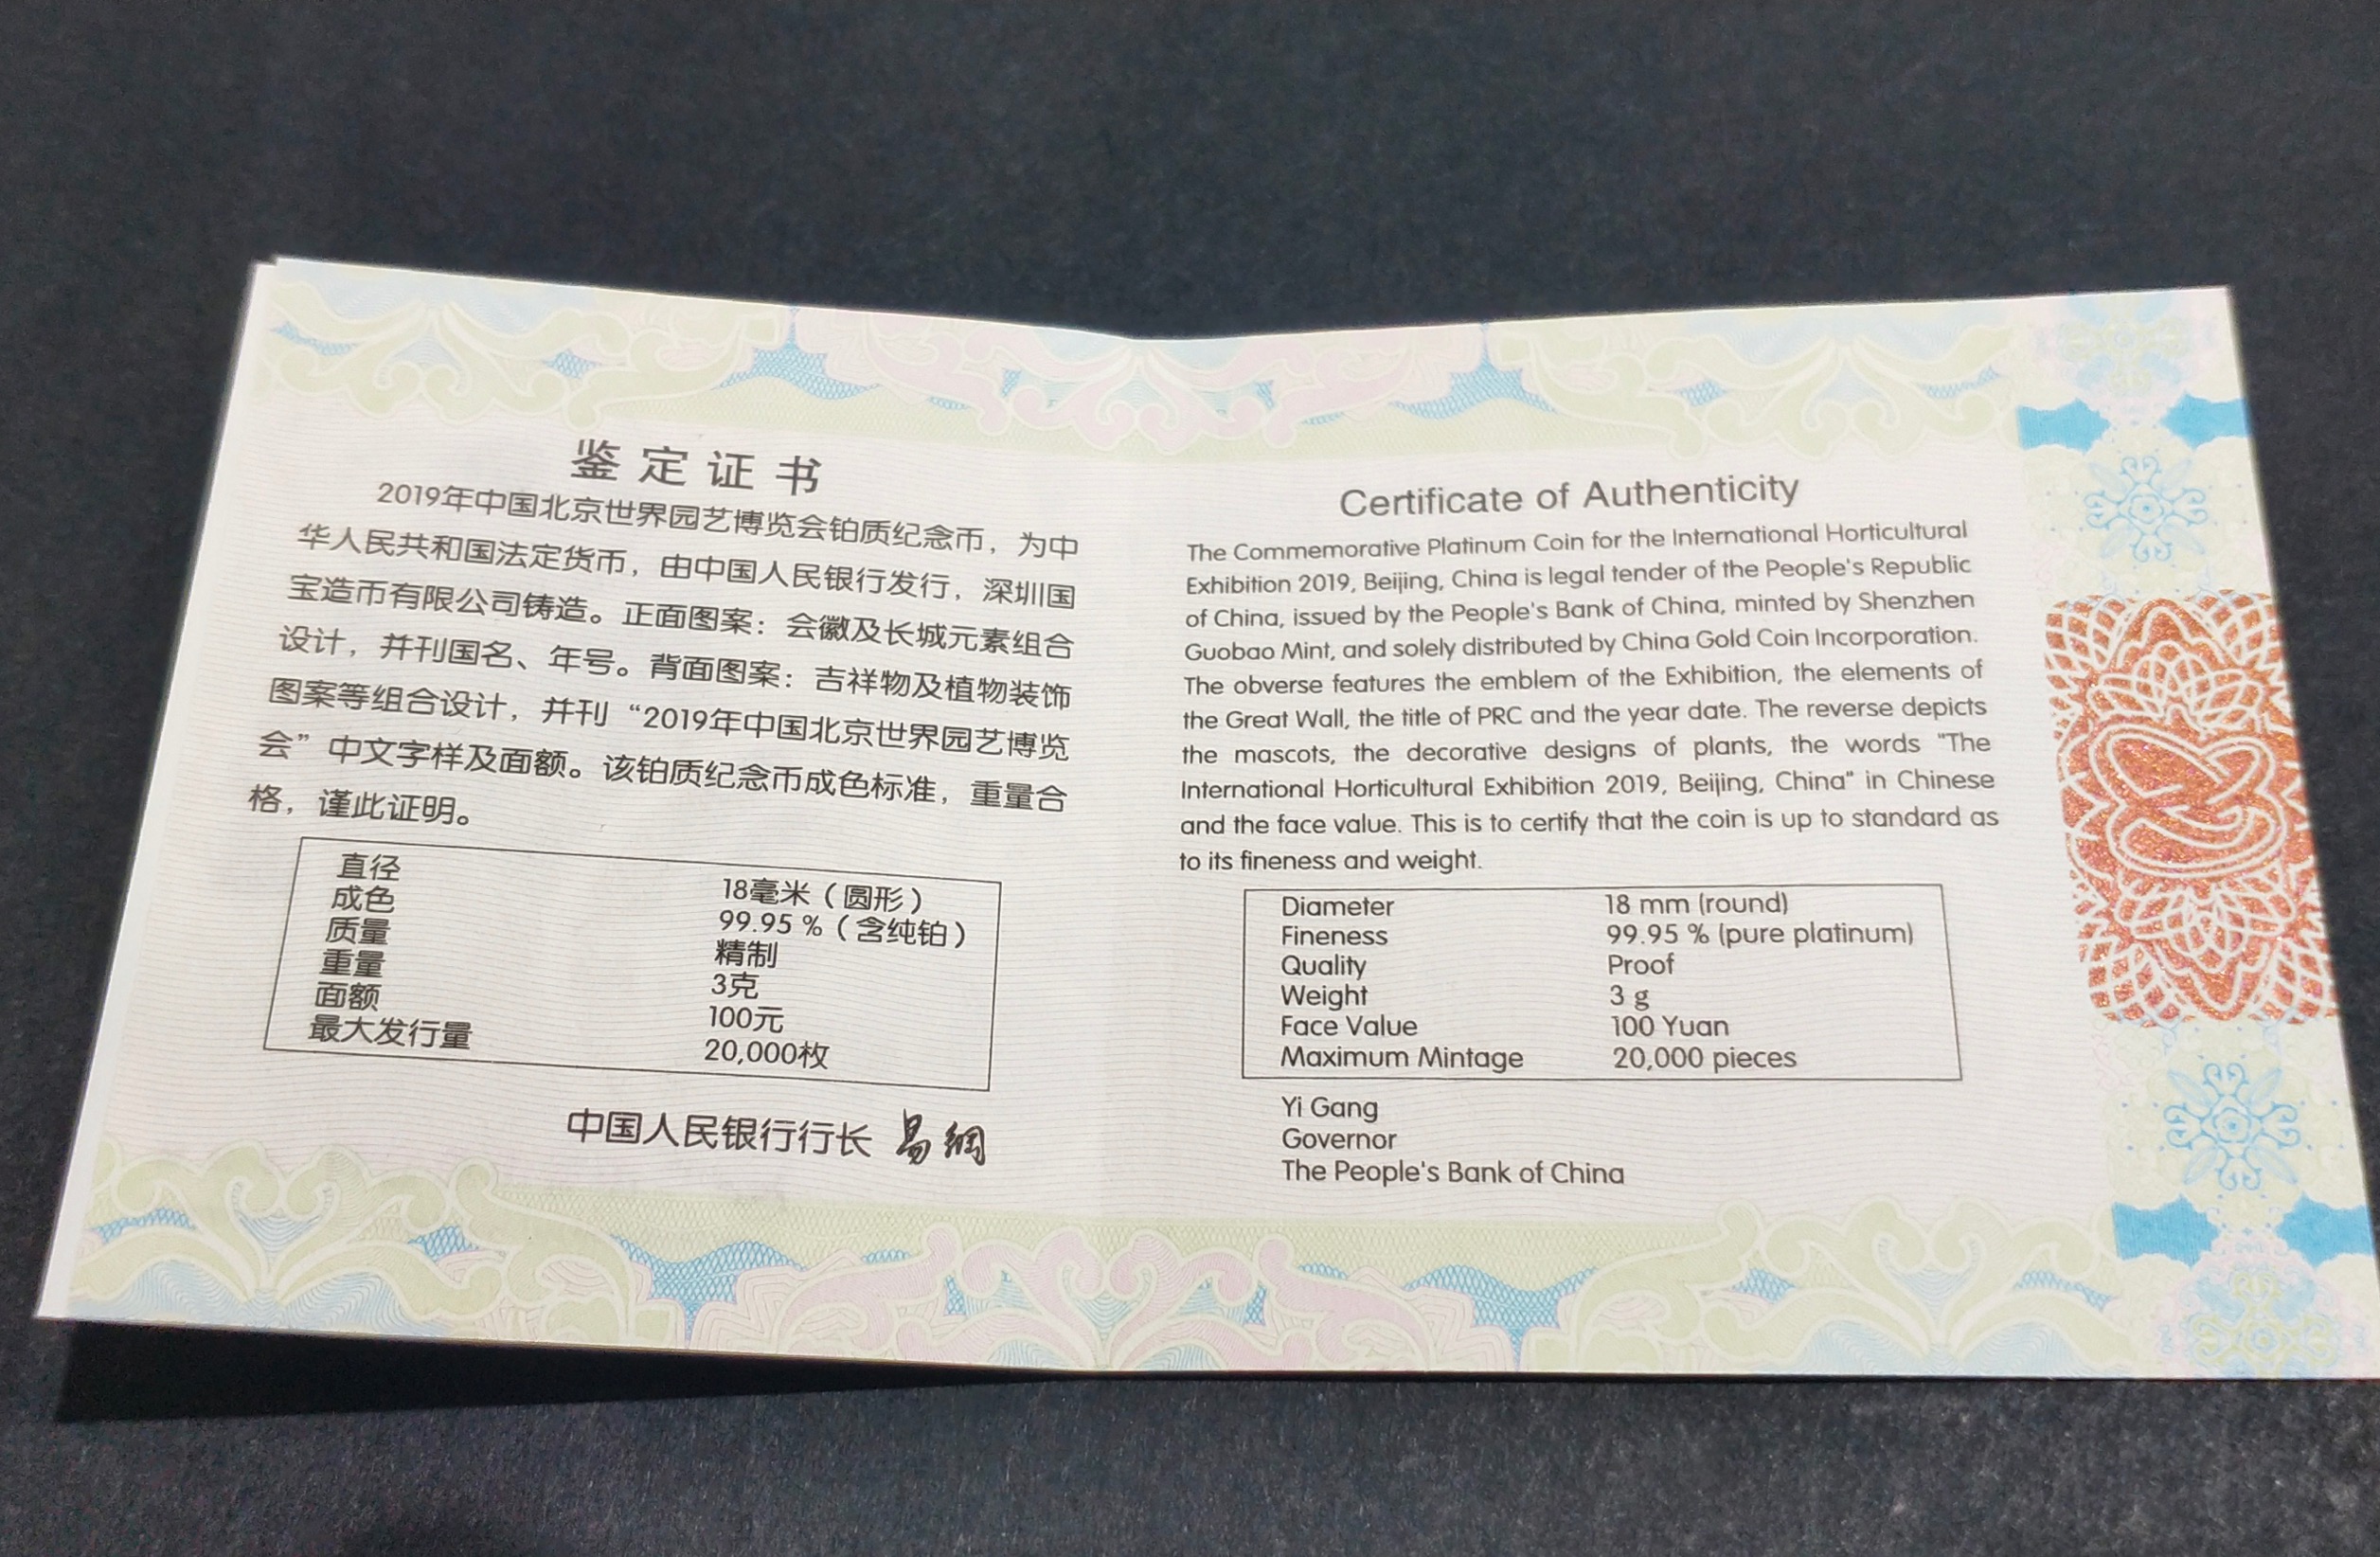 鉴定证书
2019年中国北京世界园艺博览会铂质纪念币，为中
华人民共和国法定货币，由中国人民银行发行，深圳国
宝造币有限公司铸造。正面图案：会徽及长城元素组合
设计，并刊国名、年号。背面图案：吉祥物及植物装饰
图案等组合设计，并刊“2019年中国北京世界园艺博览
会”中文字样及面额。该铂质纪念币成色标准，重量合
格，谨此证明。
直径 18毫米（圆形）
成色 99.95 %（含纯铂）
质量 精制
重量 3克
面额 100元
最大发行量 20,000枚
中国人民银行行长 易纲
Certificate of Authenticity
The Commemorative Platinum Coin for the International Horticultural
Exhibition 2019, Beijing, China is legal tender of the People's Republic
of China, issued by the People's Bank of China, minted by Shenzhen
Guobao Mint, and solely distributed by China Gold Coin Incorporation.
The obverse features the emblem of the Exhibition, the elements of
the Great Wall, the title of PRC and the year date. The reverse depicts
the mascots, the decorative designs of plants, the words "The
International Horticultural Exhibition 2019, Beijing, China" in Chinese
and the face value. This is to certify that the coin is up to standard as
to its fineness and weight.
Diameter 18 mm (round)
Fineness 99.95 % (pure platinum)
Quality Proof
Weight 3 g
Face Value 100 Yuan
Maximum Mintage 20,000 pieces
Yi Gang
Governor
The People's Bank of China